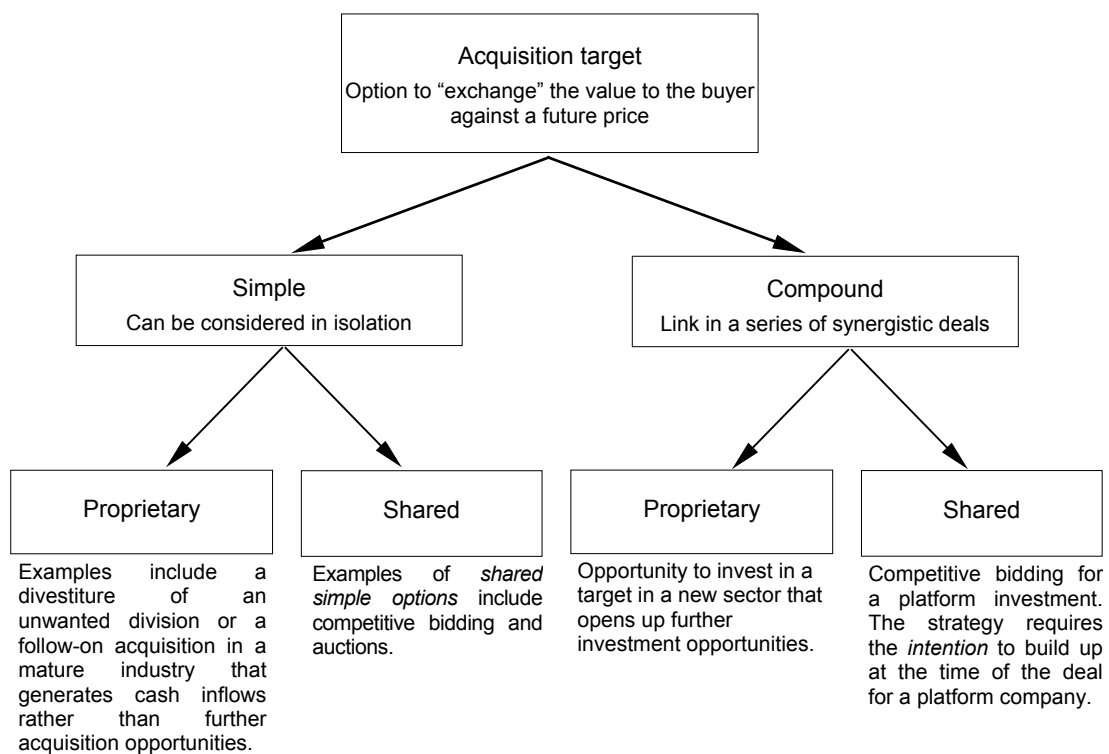 Acquisition target
Option to “exchange” the value to the buyer
against a future price
Simple
Can be considered in isolation
Compound
Link in a series of synergistic deals
Proprietary
Shared
Proprietary
Shared
Examples include a
divestiture of an
unwanted division or a
follow-on acquisition in a
mature industry that
generates cash inflows
rather than further
acquisition opportunities.
Examples of shared
simple options include
competitive bidding and
auctions.
Opportunity to invest in a
target in a new sector that
opens up further
investment opportunities.
Competitive bidding for
a platform investment.
The strategy requires
the intention to build up
at the time of the deal
for a platform company.